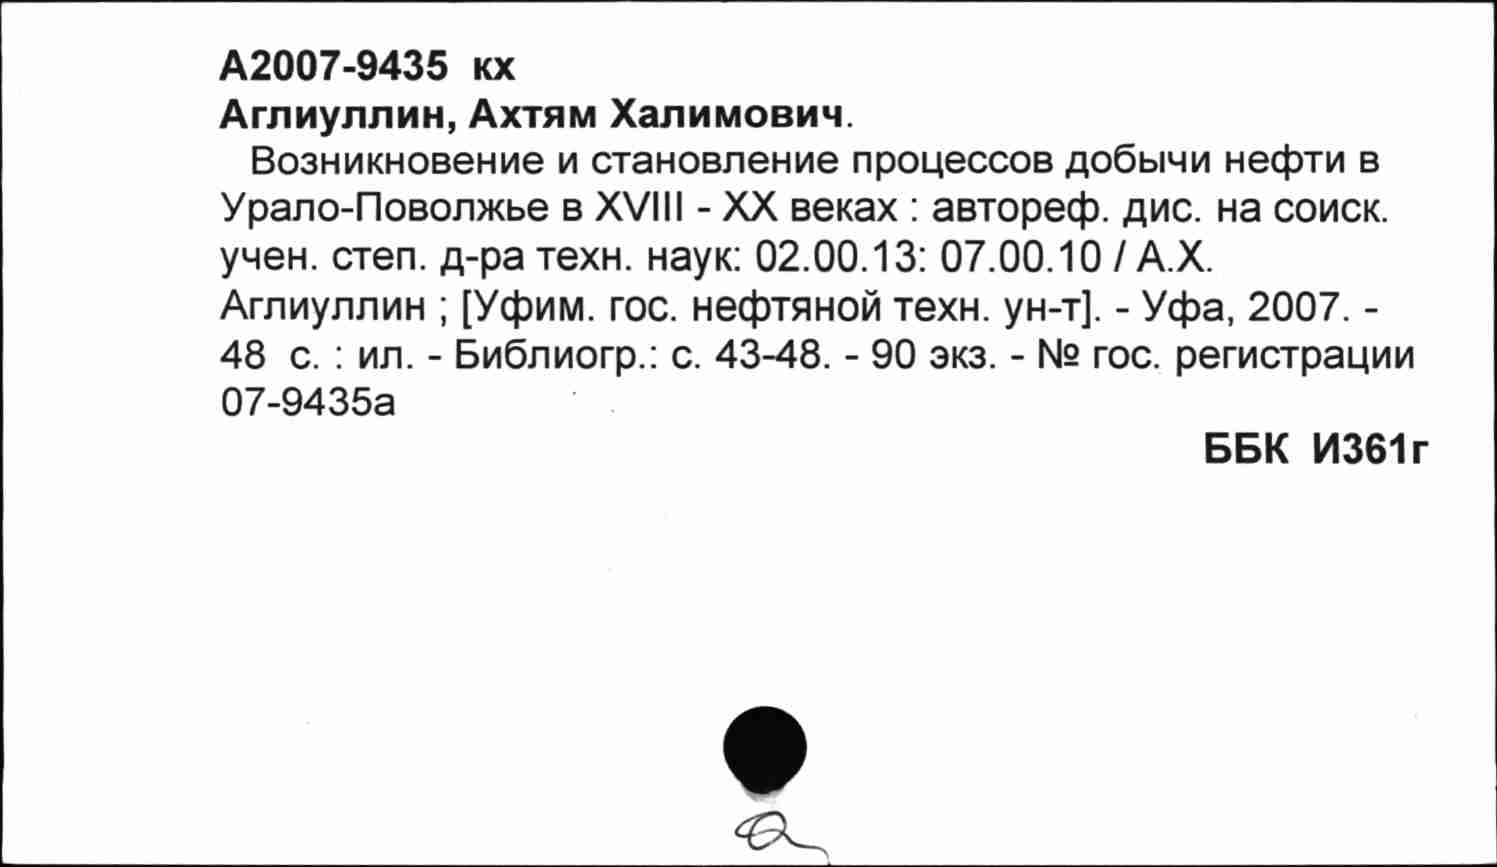 А2007-9435 кх
Аглиуллин, Ахтям Халимович.
Возникновение и становление процессов добычи нефти в
Урало-Поволжье в XVIII - XX веках : автореф. дис. на соиск.
учен. степ. д-ра техн. наук: 02.00.13: 07.00.10 / А.Х.
Аглиуллин ; [Уфим. гос. нефтяной техн. ун-т]. - Уфа, 2007. -
48 с. : ил. - Библиогр.: с. 43-48. - 90 экз. - № гос. регистрации
07-9435а
ББК И361г